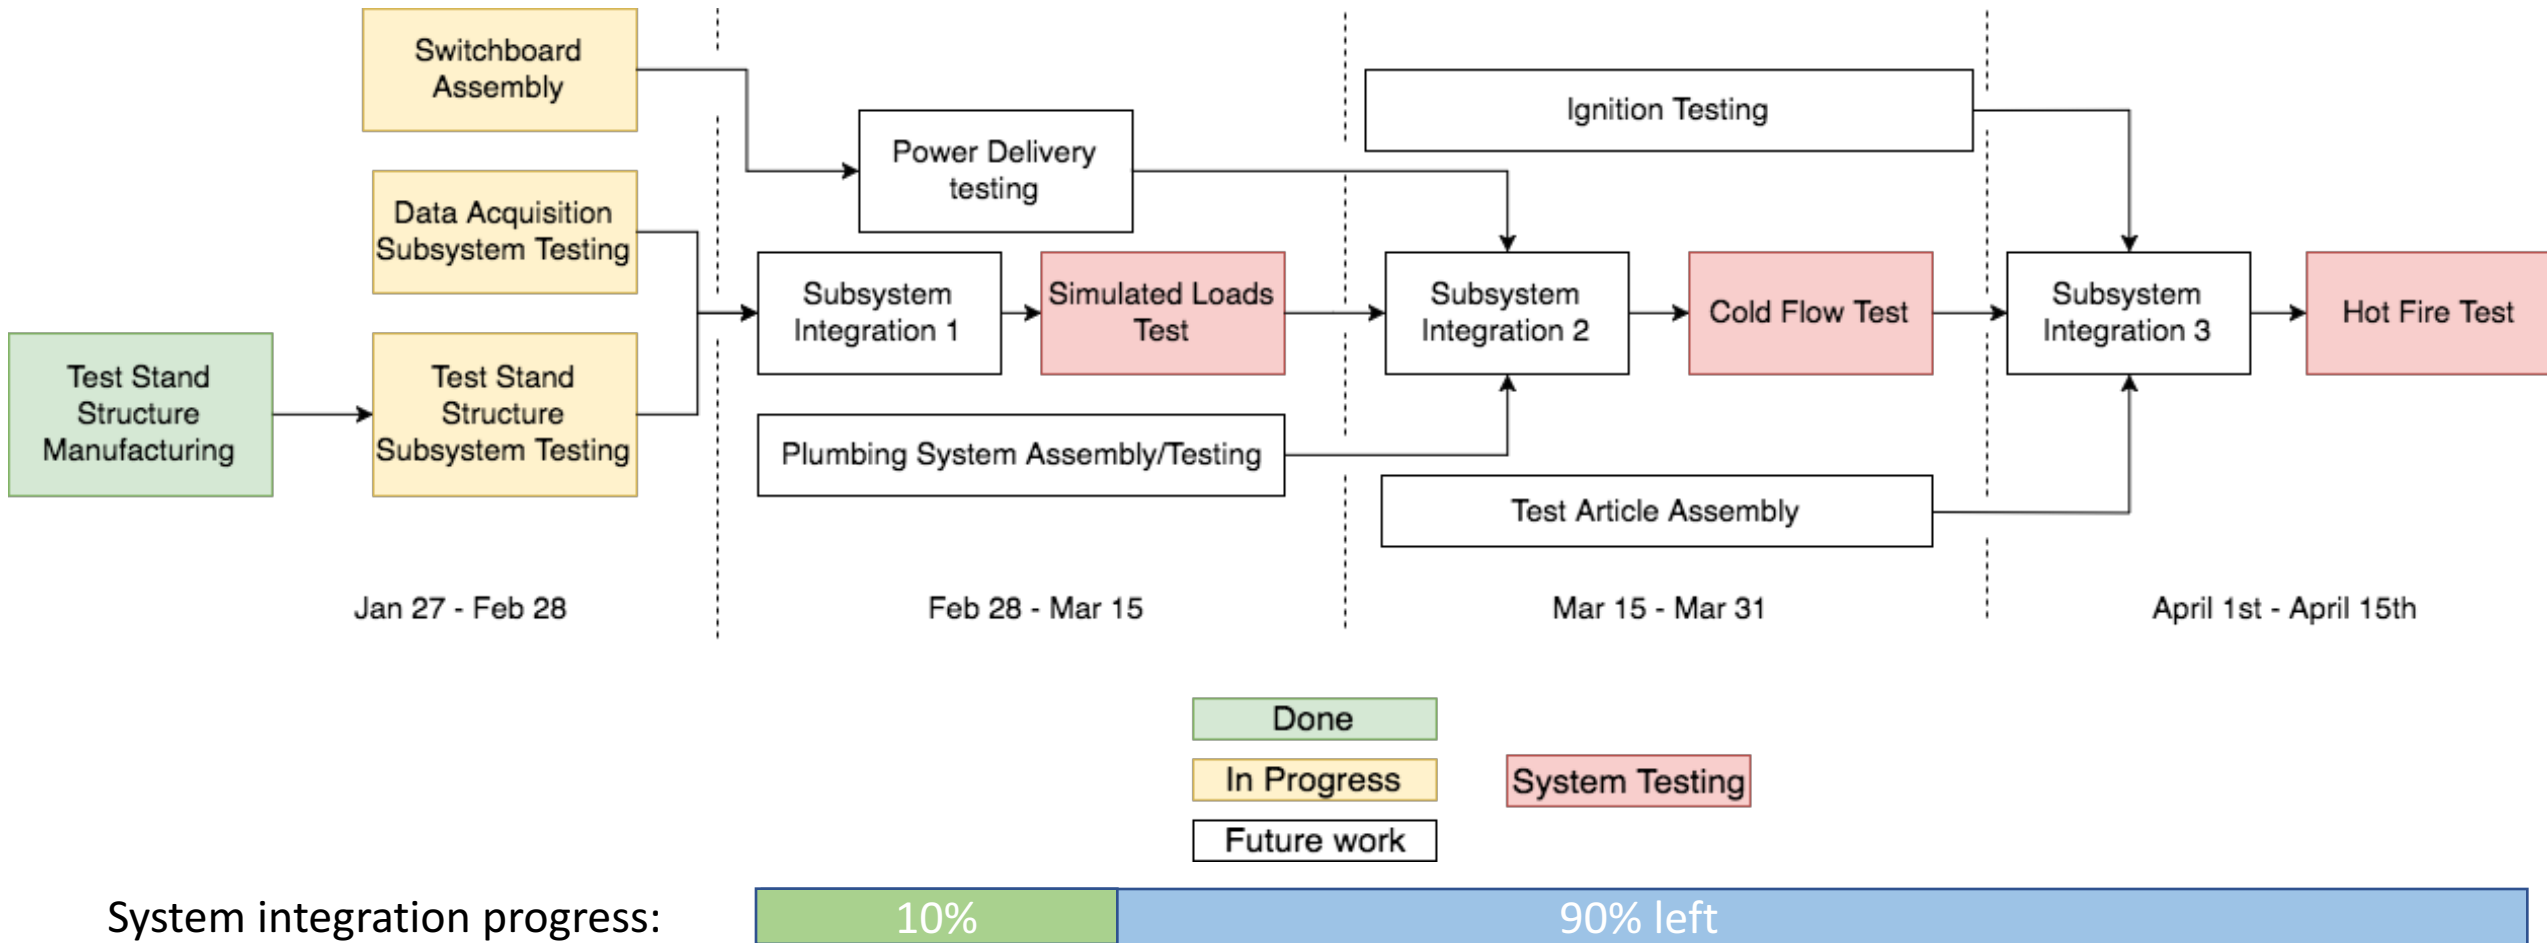 Switchboard
Assembly
Data Acquisition
Subsystem Testing
Test Stand
Structure
Manufacturing
Test Stand
Structure
Subsystem Testing
Power Delivery
testing
Subsystem
Integration 1
Simulated Loads
Test
Plumbing System Assembly/Testing
Ignition Testing
Subsystem
Integration 2
Cold Flow Test
Test Article Assembly
Subsystem
Integration 3
Hot Fire Test
Jan 27 - Feb 28
Feb 28 - Mar 15
Mar 15 - Mar 31
April 1st - April 15th
Done
In Progress
System Testing
Future work
System integration progress:
10%
90% left